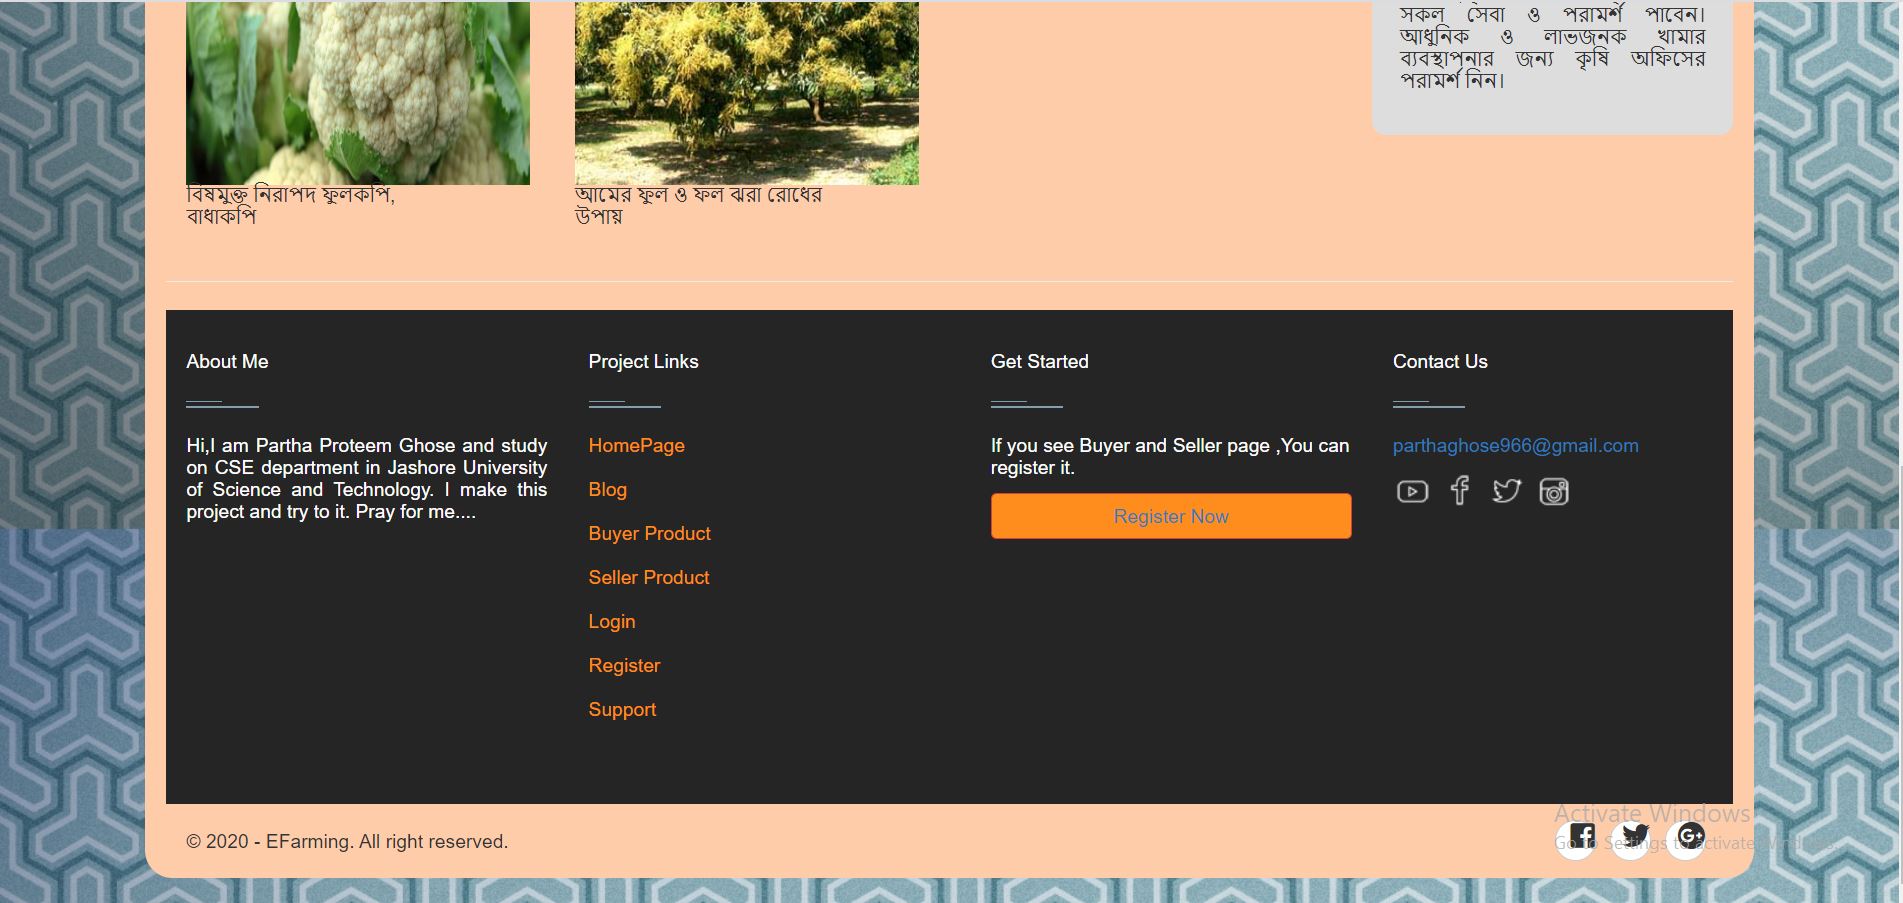 সকল সেবা ও পরামর্শ পাবেন।
আধুনিক ও লাভজনক খামার
ব্যবস্থাপনার জন্য কৃষি অফিসের
পরামর্শ নিন।
বিষমুক্ত নিরাপদ ফুলকপি,
বাধাকপি
আমের ফুল ও ফল ঝরা রোধের
উপায়
About Me
Hi,I am Partha Proteem Ghose and study
on CSE department in Jashore University
of Science and Technology. I make this
project and try to it. Pray for me....
Project Links
HomePage
Blog
Buyer Product
Seller Product
Login
Register
Support
Get Started
If you see Buyer and Seller page ,You can
register it.
Register Now
Contact Us
parthaghose966@gmail.com
© 2020 - EFarming. All right reserved.
Activate Windows
Go to Settings to activate Windows.